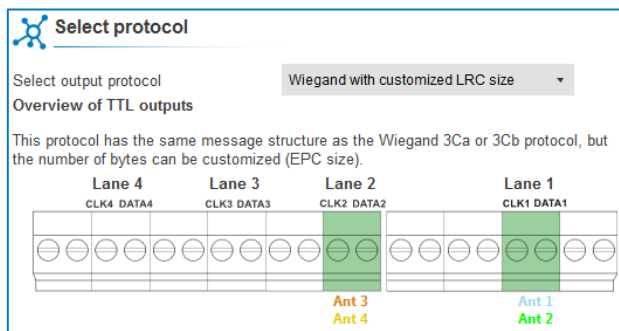 Select protocol
Select output protocol
Wiegand with customized LRC size
Overview of TTL outputs
This protocol has the same message structure as the Wiegand 3Ca or 3Cb protocol, but
the number of bytes can be customized (EPC size).
Lane 4 Lane 3 Lane 2 Lane 1
CLK4 DATA4 CLK3 DATA3 CLK2 DATA2 CLK1 DATA1
Ant 3 Ant 1
Ant 4 Ant 2